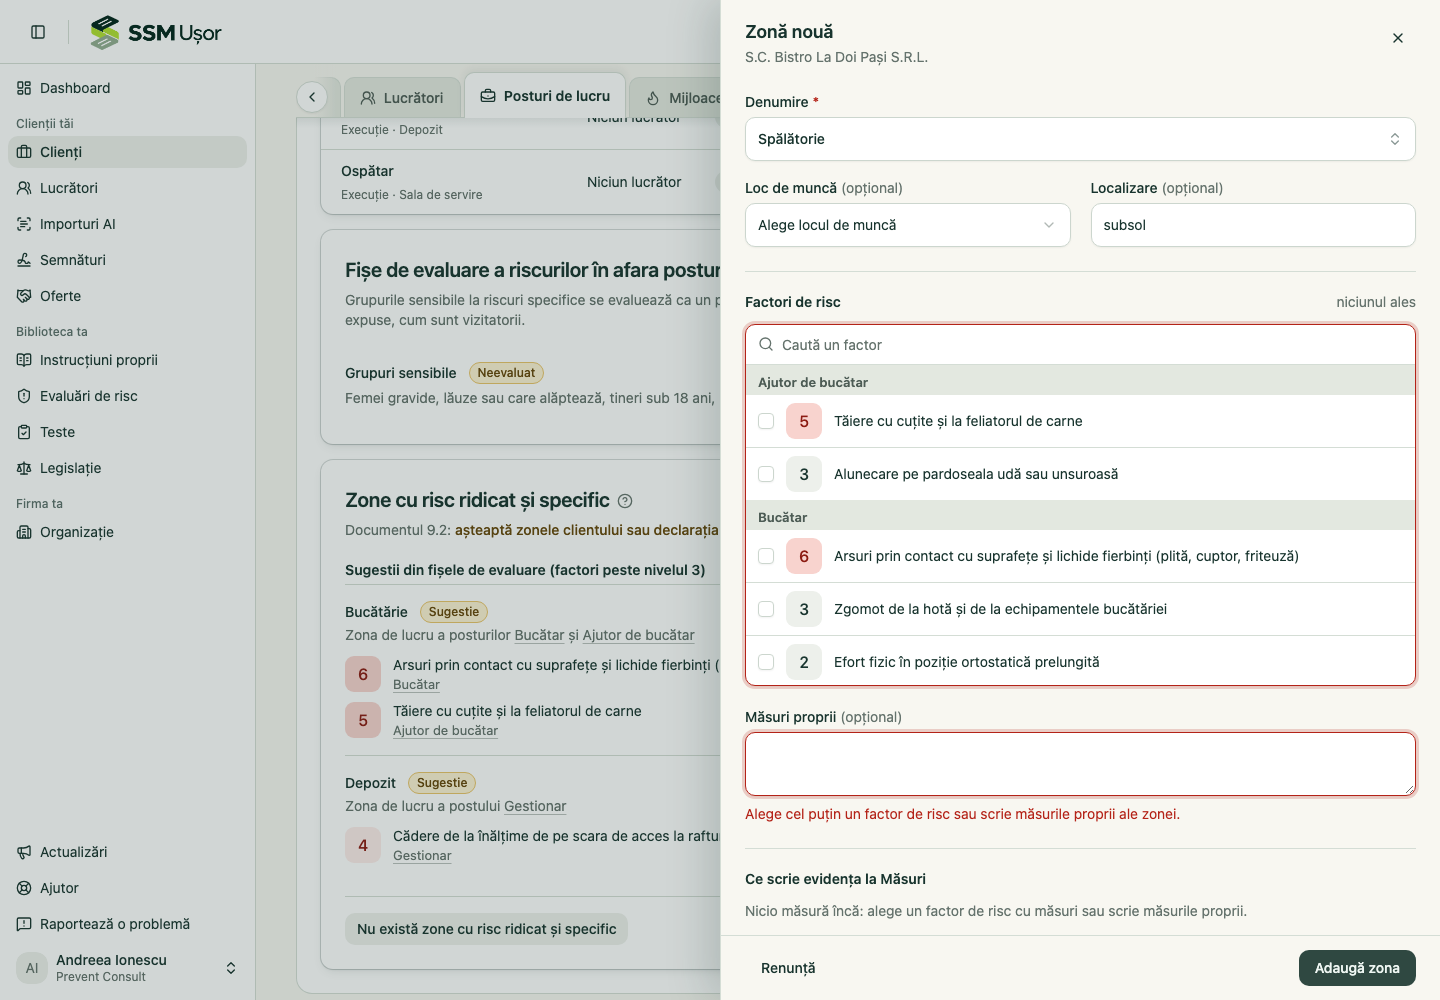 SSM Ușor
Dashboard
Clienții tăi
Clienți
Lucrători
Importuri AI
Semnături
Oferte
Biblioteca ta
Instrucțiuni proprii
Evaluări de risc
Teste
Legislație
Firma ta
Organizație
Actualizări
Ajutor
Raportează o problemă
AI
Andreea Ionescu
Prevent Consult
Lucrători
Posturi de lucru
Mijloace
Niciun lucrător
Execuție · Depozit
Ospătar
Niciun lucrător
Execuție · Sala de servire
Fișe de evaluare a riscurilor în afara postur
Grupurile sensibile la riscuri specifice se evaluează ca un p
expuse, cum sunt vizitatorii.
Grupuri sensibile
Neevaluat
Femei gravide, lăuze sau care alăptează, tineri sub 18 ani,
Zone cu risc ridicat și specific
Documentul 9.2: așteaptă zonele clientului sau declarația
Sugestii din fișele de evaluare (factori peste nivelul 3)
Bucătărie
Sugestie
Zona de lucru a posturilor Bucătar și Ajutor de bucătar
6
Arsuri prin contact cu suprafețe și lichide fierbinți (
Bucătar
5
Tăiere cu cuțite și la feliatorul de carne
Ajutor de bucătar
Depozit
Sugestie
Zona de lucru a postului Gestionar
4
Cădere de la înălțime de pe scara de acces la raftu
Gestionar
Nu există zone cu risc ridicat și specific
Zonă nouă
S.C. Bistro La Doi Pași S.R.L.
Denumire *
Spălătorie
Loc de muncă (opțional)
Localizare (opțional)
Alege locul de muncă
subsol
Factori de risc
niciunul ales
Caută un factor
Ajutor de bucătar
5
Tăiere cu cuțite și la feliatorul de carne
3
Alunecare pe pardoseala udă sau unsuroasă
Bucătar
6
Arsuri prin contact cu suprafețe și lichide fierbinți (plită, cuptor, friteuză)
3
Zgomot de la hotă și de la echipamentele bucătăriei
2
Efort fizic în poziție ortostatică prelungită
Măsuri proprii (opțional)
Alege cel puțin un factor de risc sau scrie măsurile proprii ale zonei.
Ce scrie evidența la Măsuri
Nicio măsură încă: alege un factor de risc cu măsuri sau scrie măsurile proprii.
Renunță
Adaugă zona